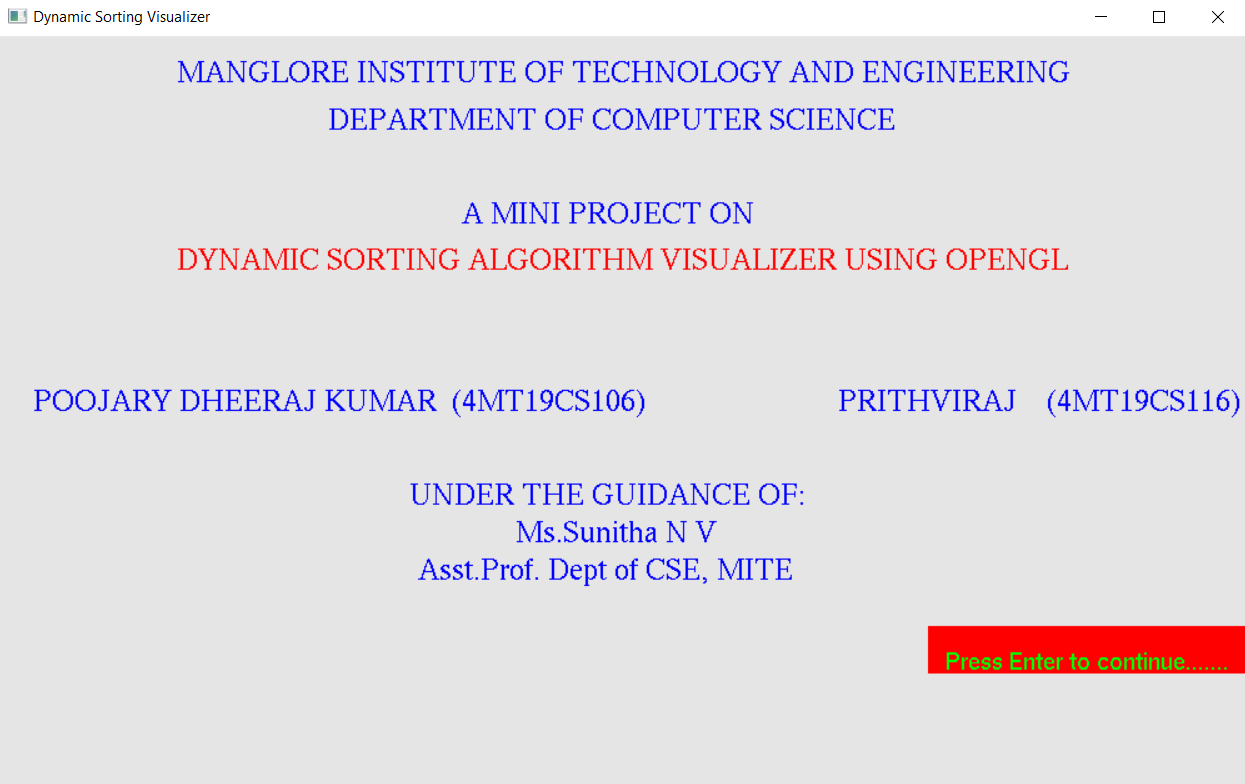 Dynamic Sorting Visualizer
MANGLORE INSTITUTE OF TECHNOLOGY AND ENGINEERING
DEPARTMENT OF COMPUTER SCIENCE
A MINI PROJECT ON
DYNAMIC SORTING ALGORITHM VISUALIZER USING OPENGL
POOJARY DHEERAJ KUMAR (4MT19CS106) PRITHVIRAJ (4MT19CS116)
UNDER THE GUIDANCE OF:
Ms.Sunitha N V
Asst.Prof. Dept of CSE, MITE
Press Enter to continue.......